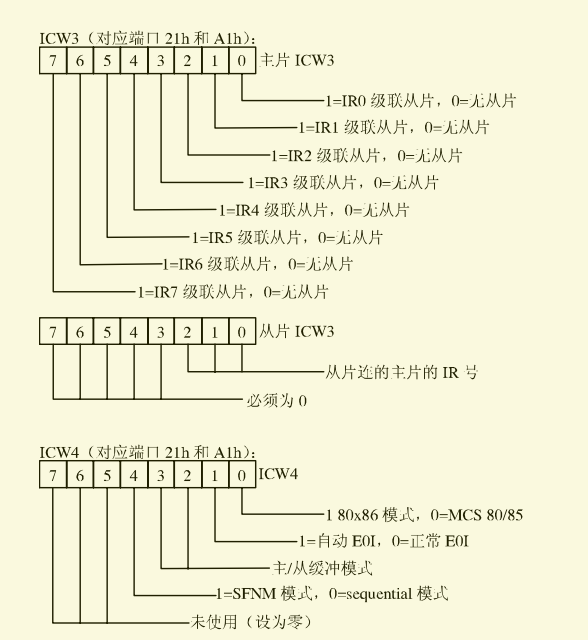 ICW3（对应端口 21h 和 A1h）：
7 6 5 4 3 2 1 0 主片 ICW3
1=IR0 级联从片，0=无从片
1=IR1 级联从片，0=无从片
1=IR2 级联从片，0=无从片
1=IR3 级联从片，0=无从片
1=IR4 级联从片，0=无从片
1=IR5 级联从片，0=无从片
1=IR6 级联从片，0=无从片
1=IR7 级联从片，0=无从片
7 6 5 4 3 2 1 0 从片 ICW3
从片连的主片的 IR 号
必须为 0
ICW4（对应端口 21h 和 A1h）：
7 6 5 4 3 2 1 0 ICW4
1 80x86 模式，0=MCS 80/85
1=自动 E0I，0=正常 E0I
主/从缓冲模式
1=SFNM 模式，0=sequential 模式
未使用（设为零）